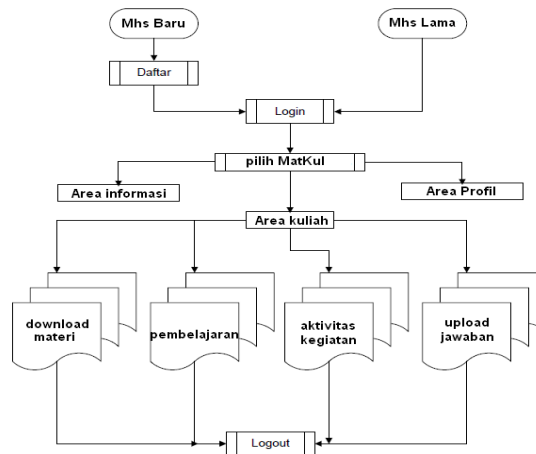 Mhs Baru
Mhs Lama
Daftar
Login
pilih MatKul
Area informasi
Area Profil
Area kuliah
download
materi
pembelajaran
aktivitas
kegiatan
upload
jawaban
Logout